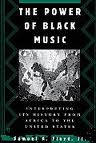 THE POWER OF
BLACK MUSIC
INTERPRETING
ITS HISTORY FROM
AFRICA TO THE
UNITED STATES
Samuel A. Floyd, Jr.